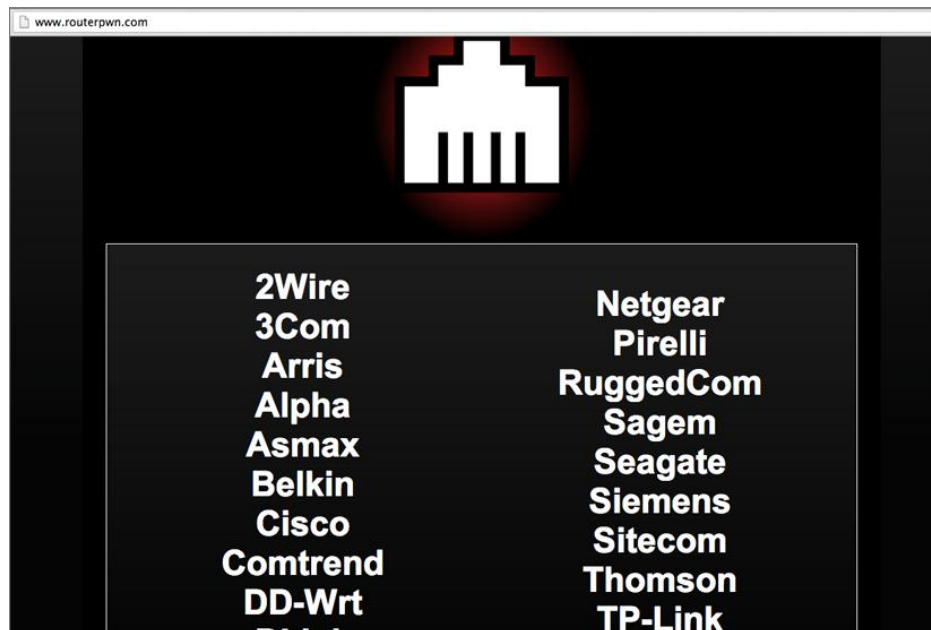 www.routerpwn.com
2Wire
3Com
Arris
Alpha
Asmax
Belkin
Cisco
Comtrend
DD-Wrt
Netgear
Pirelli
RuggedCom
Sagem
Seagate
Siemens
Sitecom
Thomson
TP-Link